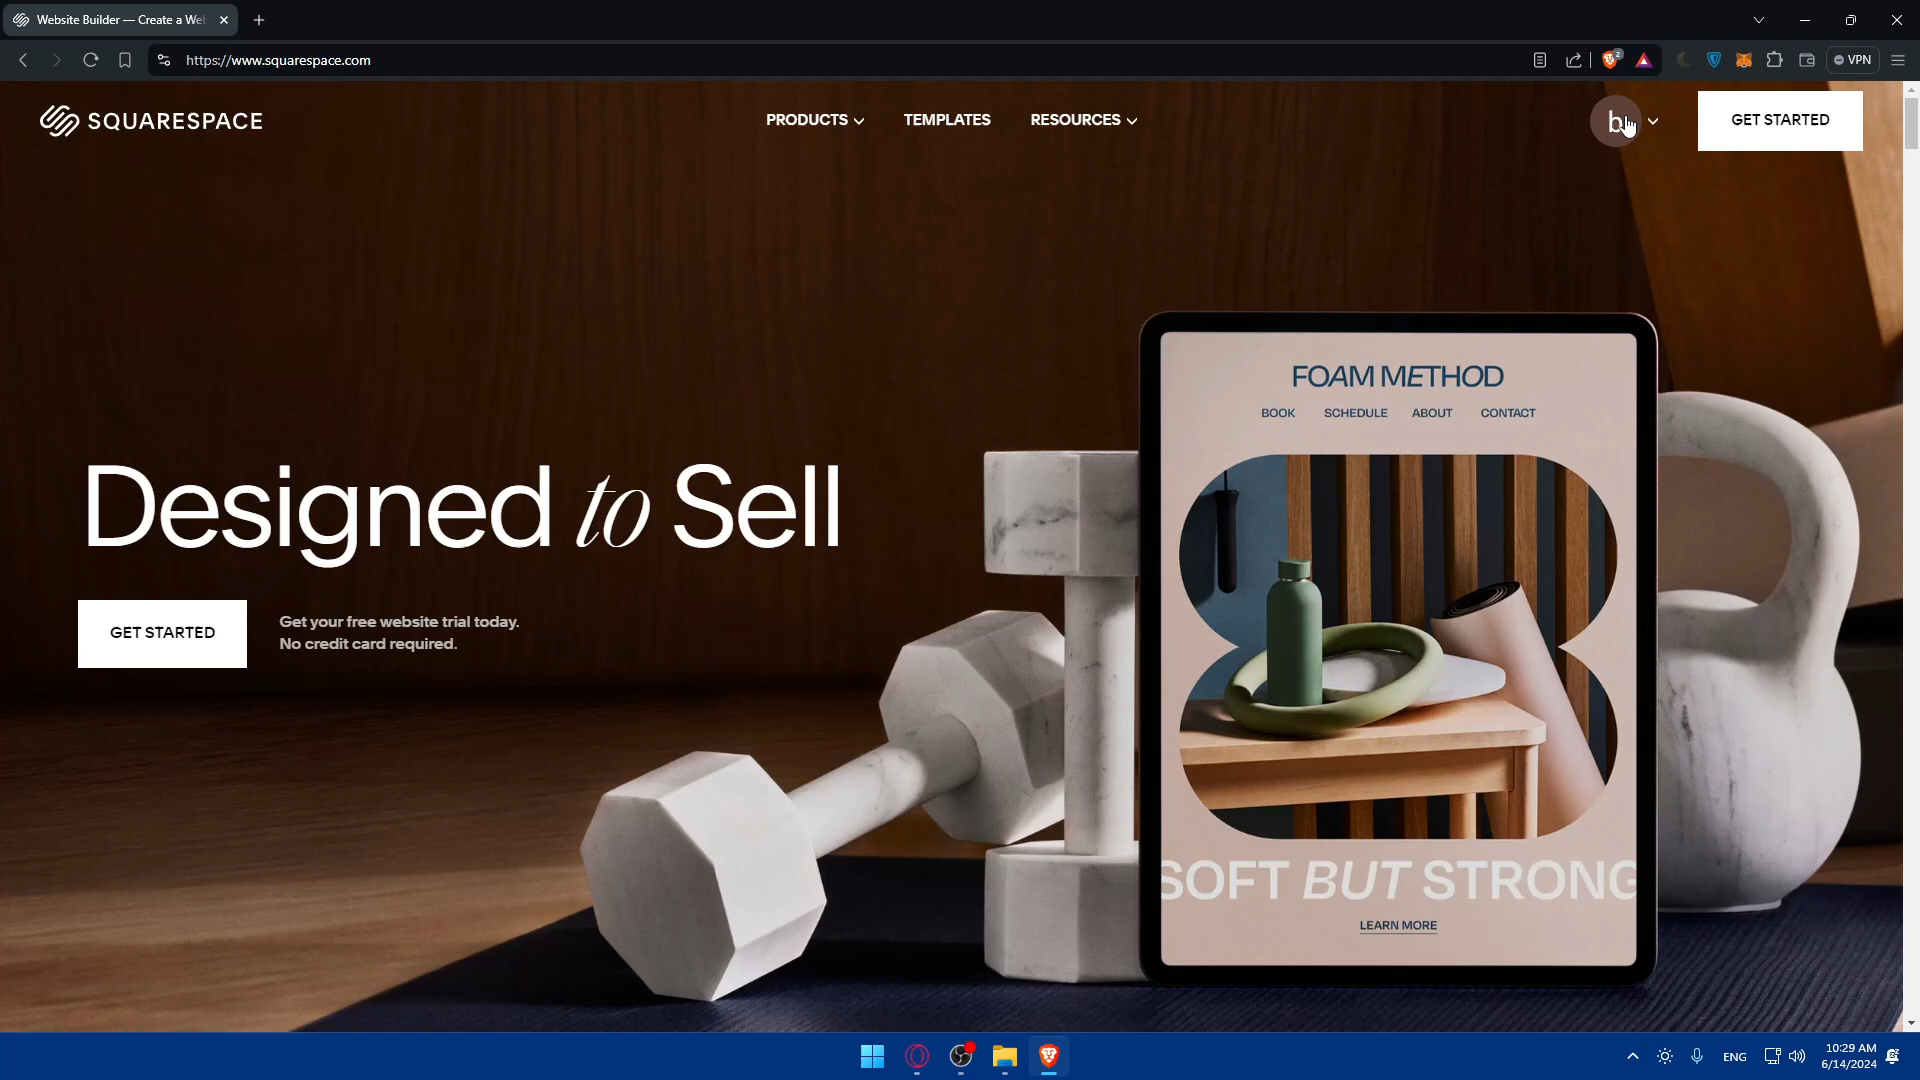 Website Builder — Create a Wel
https://www.squarespace.com
2
VPN
SQUARESPACE
PRODUCTS
TEMPLATES
RESOURCES
b
GET STARTED
FOAM METHOD
BOOK
SCHEDULE
ABOUT
CONTACT
Designed to Sell
GET STARTED
Get your free website trial today.
No credit card required.
SOFT BUT STRONG
LEARN MORE
ENG
10:29 AM
6/14/2024